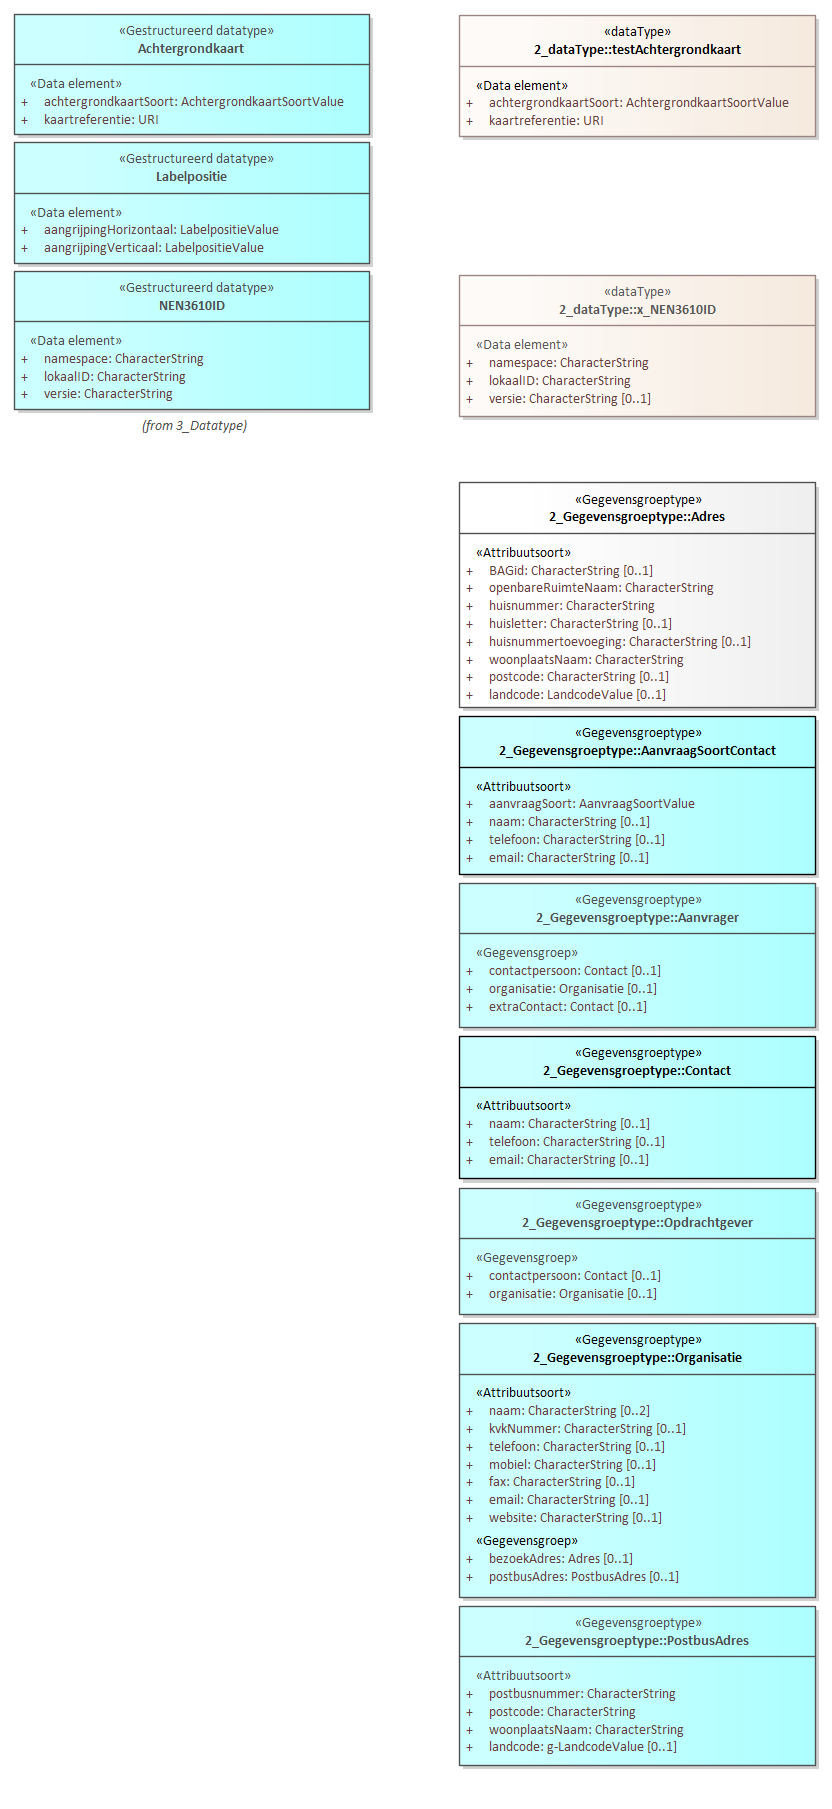 «Gestructureerd datatype»
Achtergrondkaart
«Data element»
+ achtergrondkaartSoort: AchtergrondkaartSoortValue
+ kaartreferentie: URI
«Gestructureerd datatype»
Labelpositie
«Data element»
+ aangrijpingHorizontaal: LabelpositieValue
+ aangrijpingVerticaal: LabelpositieValue
«Gestructureerd datatype»
NEN3610ID
«Data element»
+ namespace: CharacterString
+ lokaalID: CharacterString
+ versie: CharacterString
(from 3_Datatype)
«dataType»
2_dataType::testAchtergrondkaart
«Data element»
+ achtergrondkaartSoort: AchtergrondkaartSoortValue
+ kaartreferentie: URI
«dataType»
2_dataType::x_NEN3610ID
«Data element»
+ namespace: CharacterString
+ lokaalID: CharacterString
+ versie: CharacterString [0..1]
«Gegevensgroeptype»
2_Gegevensgroeptype::Adres
«Attribuutsoort»
+ BAGid: CharacterString [0..1]
+ openbareRuimteNaam: CharacterString
+ huisnummer: CharacterString
+ huisletter: CharacterString [0..1]
+ huisnummertoevoeging: CharacterString [0..1]
+ woonplaatsNaam: CharacterString
+ postcode: CharacterString [0..1]
+ landcode: LandcodeValue [0..1]
«Gegevensgroeptype»
2_Gegevensgroeptype::AanvraagSoortContact
«Attribuutsoort»
+ aanvraagSoort: AanvraagSoortValue
+ naam: CharacterString [0..1]
+ telefoon: CharacterString [0..1]
+ email: CharacterString [0..1]
«Gegevensgroeptype»
2_Gegevensgroeptype::Aanvrager
«Gegevensgroep»
+ contactpersoon: Contact [0..1]
+ organisatie: Organisatie [0..1]
+ extraContact: Contact [0..1]
«Gegevensgroeptype»
2_Gegevensgroeptype::Contact
«Attribuutsoort»
+ naam: CharacterString [0..1]
+ telefoon: CharacterString [0..1]
+ email: CharacterString [0..1]
«Gegevensgroeptype»
2_Gegevensgroeptype::Opdrachtgever
«Gegevensgroep»
+ contactpersoon: Contact [0..1]
+ organisatie: Organisatie [0..1]
«Gegevensgroeptype»
2_Gegevensgroeptype::Organisatie
«Attribuutsoort»
+ naam: CharacterString [0..2]
+ kvkNummer: CharacterString [0..1]
+ telefoon: CharacterString [0..1]
+ mobiel: CharacterString [0..1]
+ fax: CharacterString [0..1]
+ email: CharacterString [0..1]
+ website: CharacterString [0..1]
«Gegevensgroep»
+ bezoekAdres: Adres [0..1]
+ postbusAdres: PostbusAdres [0..1]
«Gegevensgroeptype»
2_Gegevensgroeptype::PostbusAdres
«Attribuutsoort»
+ postbusnummer: CharacterString
+ postcode: CharacterString
+ woonplaatsNaam: CharacterString
+ landcode: g-LandcodeValue [0..1]